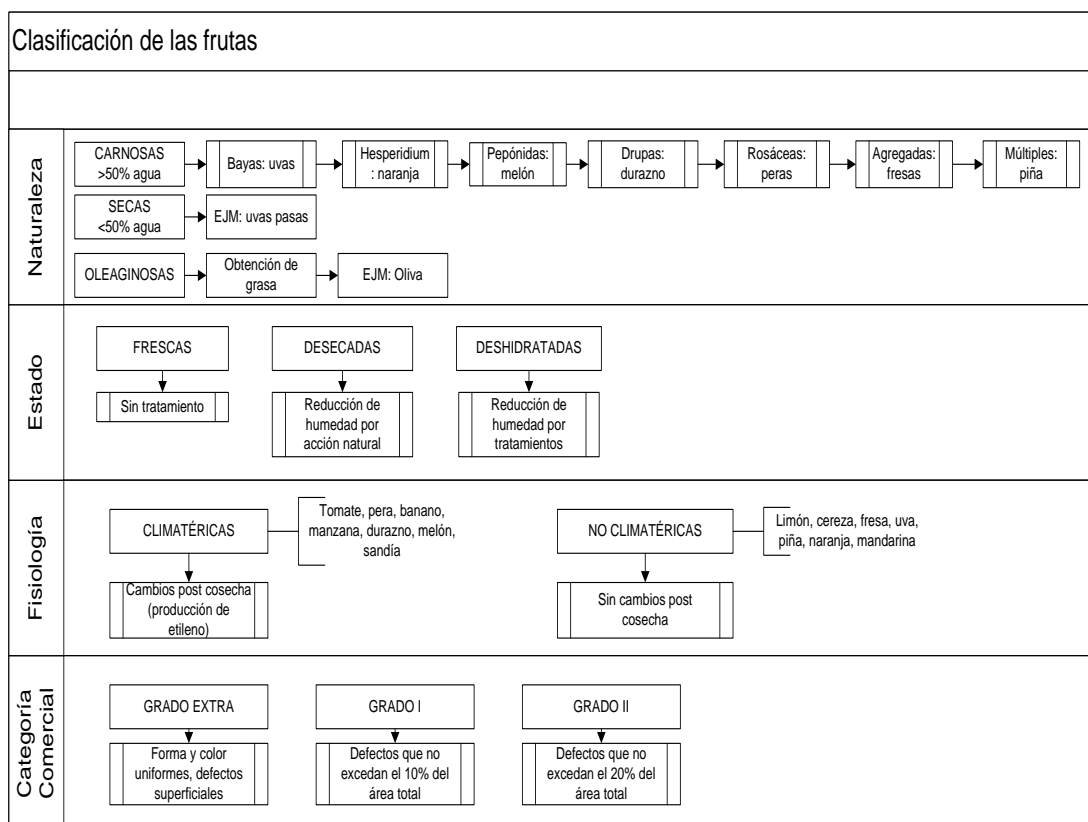 Clasificación de las frutas
Naturaleza
CARNOSAS
>50% agua
Bayas: uvas
Hesperidium
: naranja
Pepónidas:
melón
Drupas:
durazno
Rosáceas:
peras
Agregadas:
fresas
Múltiples:
piña
SECAS
<50% agua
EJM: uvas pasas
OLEAGINOSAS
Obtención de
grasa
EJM: Oliva
Estado
FRESCAS
Sin tratamiento
DESECADAS
Reducción de
humedad por
acción natural
DESHIDRATADAS
Reducción de
humedad por
tratamientos
Fisiología
CLIMATÉRICAS
Tomate, pera, banano,
manzana, durazno, melón,
sandía
Cambios post cosecha
(producción de
etileno)
NO CLIMATÉRICAS
Limón, cereza, fresa, uva,
piña, naranja, mandarina
Sin cambios post
cosecha
Categoría
Comercial
GRADO EXTRA
Forma y color
uniformes, defectos
superficiales
GRADO I
Defectos que no
excedan el 10% del
área total
GRADO II
Defectos que no
excedan el 20% del
área total